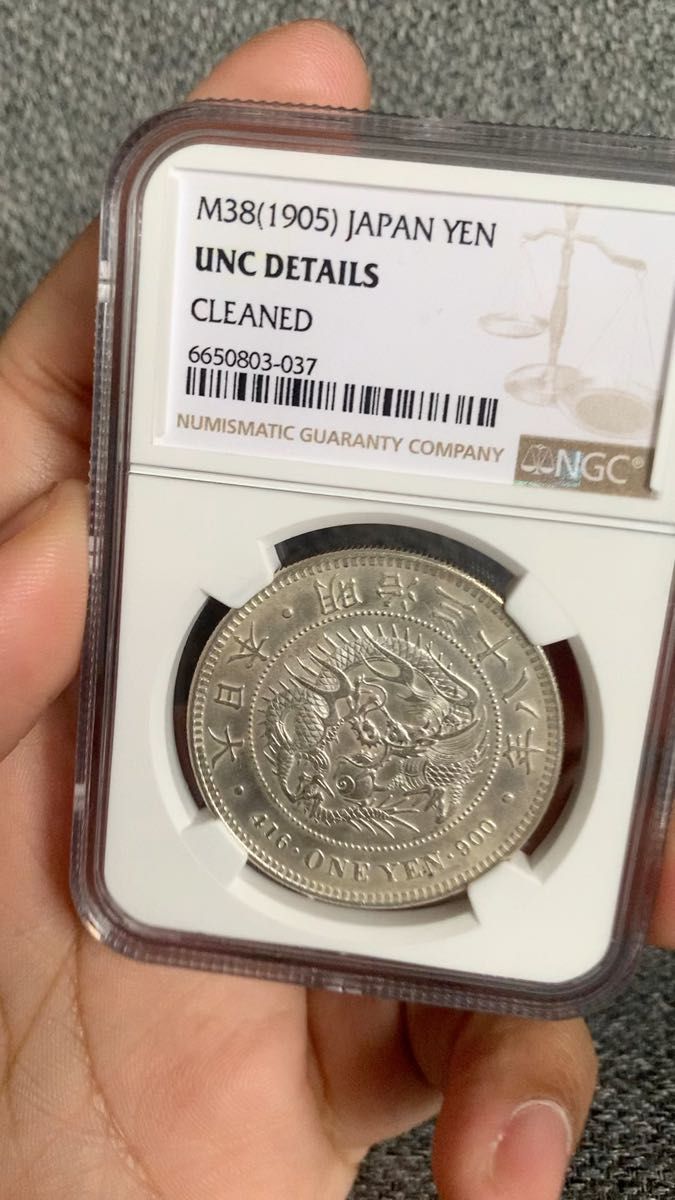 M38(1905) JAPAN YEN
UNC DETAILS
CLEANED
6650803-037
NUMISMATIC GUARANTY COMPANY
NGC®
大日本・明治三十八年・
416・ONE YEN・900